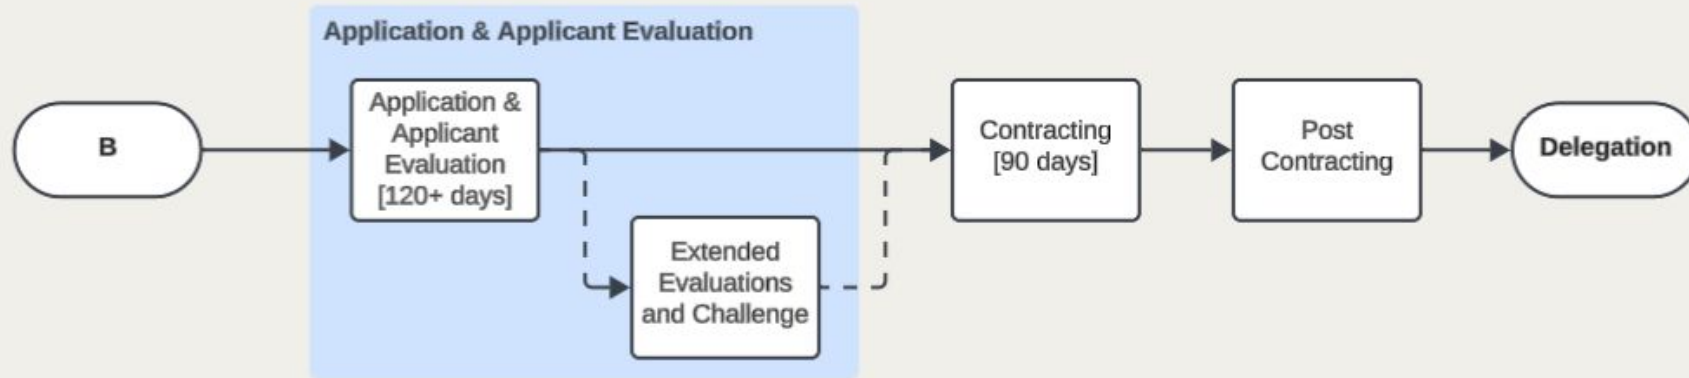 Application & Applicant Evaluation
B
Application &
Applicant
Evaluation
[120+ days]
Extended
Evaluations
and Challenge
Contracting
[90 days]
Post
Contracting
Delegation